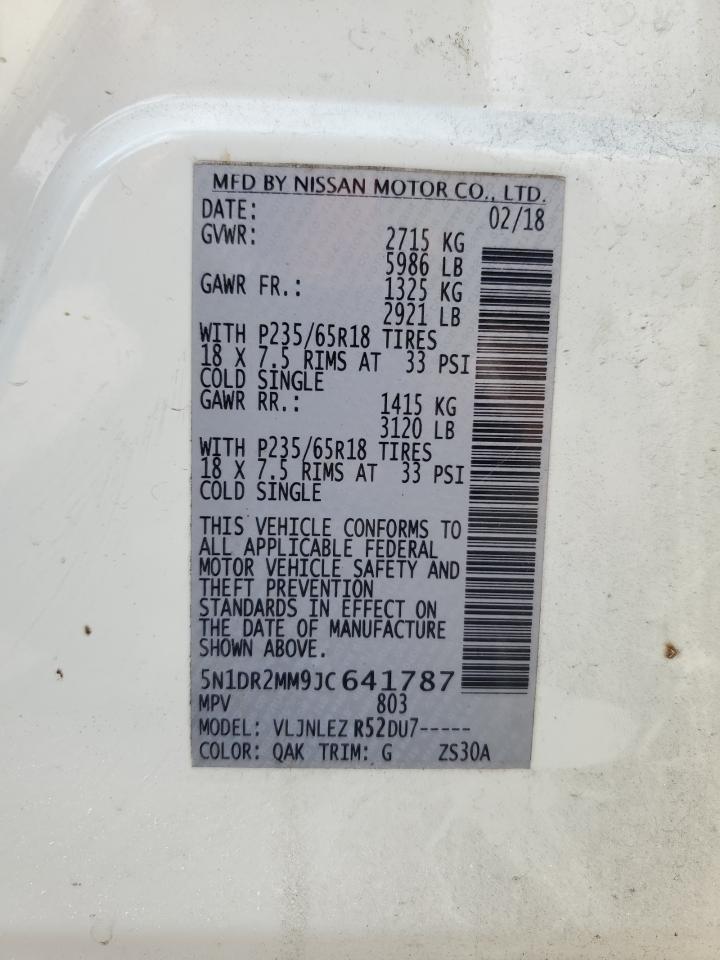 MFD BY NISSAN MOTOR CO., LTD.
DATE: 02/18
GVWR: 2715 KG
5986 LB
GAWR FR.: 1325 KG
2921 LB
WITH P235/65R18 TIRES
18 X 7.5 RIMS AT 33 PSI
COLD SINGLE
GAWR RR.: 1415 KG
3120 LB
WITH P235/65R18 TIRES
18 X 7.5 RIMS AT 33 PSI
COLD SINGLE
THIS VEHICLE CONFORMS TO
ALL APPLICABLE FEDERAL
MOTOR VEHICLE SAFETY AND
THEFT PREVENTION
STANDARDS IN EFFECT ON
THE DATE OF MANUFACTURE
SHOWN ABOVE.
5N1DR2MM9JC641787
MPV 803
MODEL: VLJNLEZ R52DU7-----
COLOR: QAK TRIM: G ZS30A